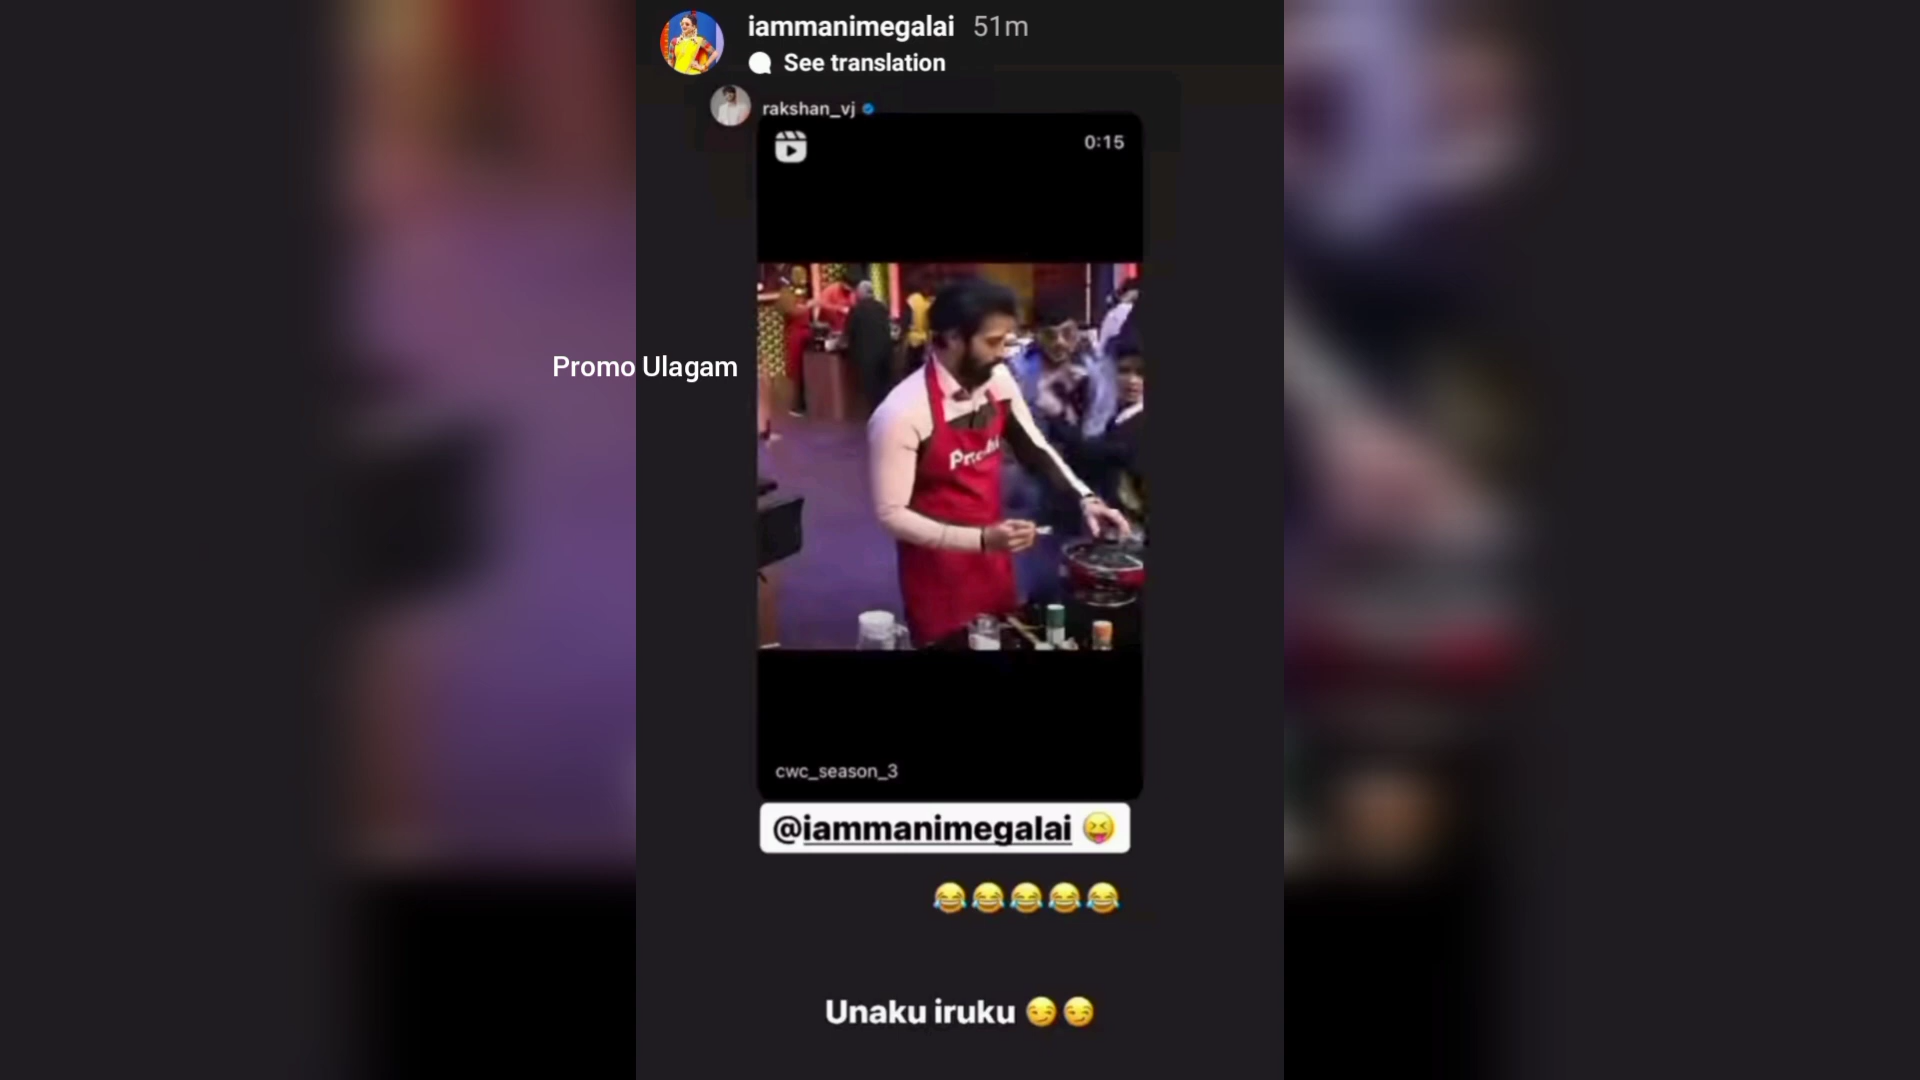 iammanimegalai 51m
See translation
rakshan_vj
0:15
Promo Ulagam
cwc_season_3
@iammanimegalai 😝
😂😂😂😂😂
Unaku iruku 😏😏